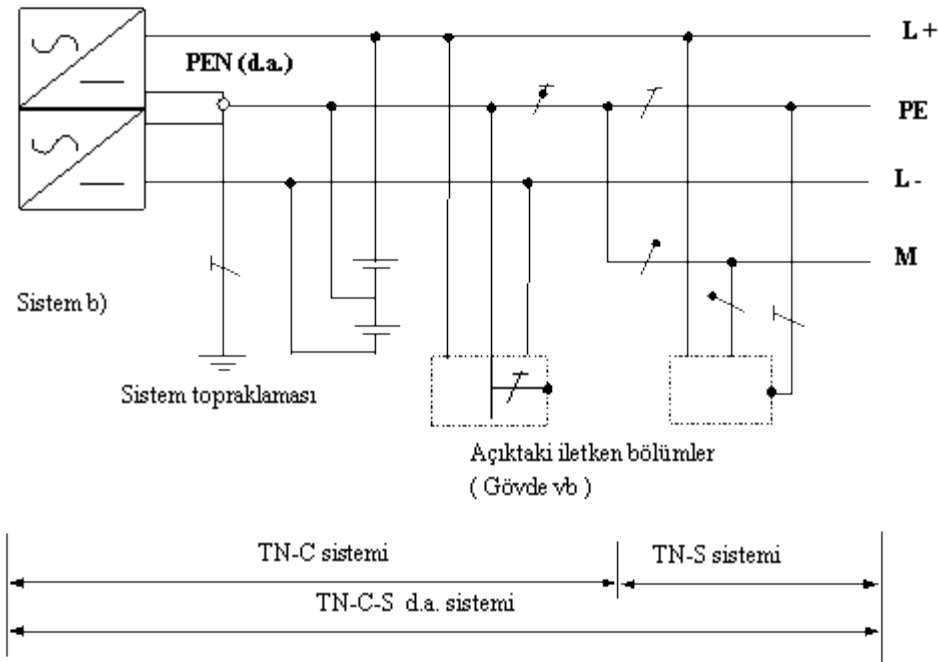 L +
PEN (d.a.)
PE
L -
M
Sistem b)
Sistem topraklaması
Açıktaki iletken bölümler
( Gövde vb )
TN-C sistemi
TN-S sistemi
TN-C-S d.a. sistemi